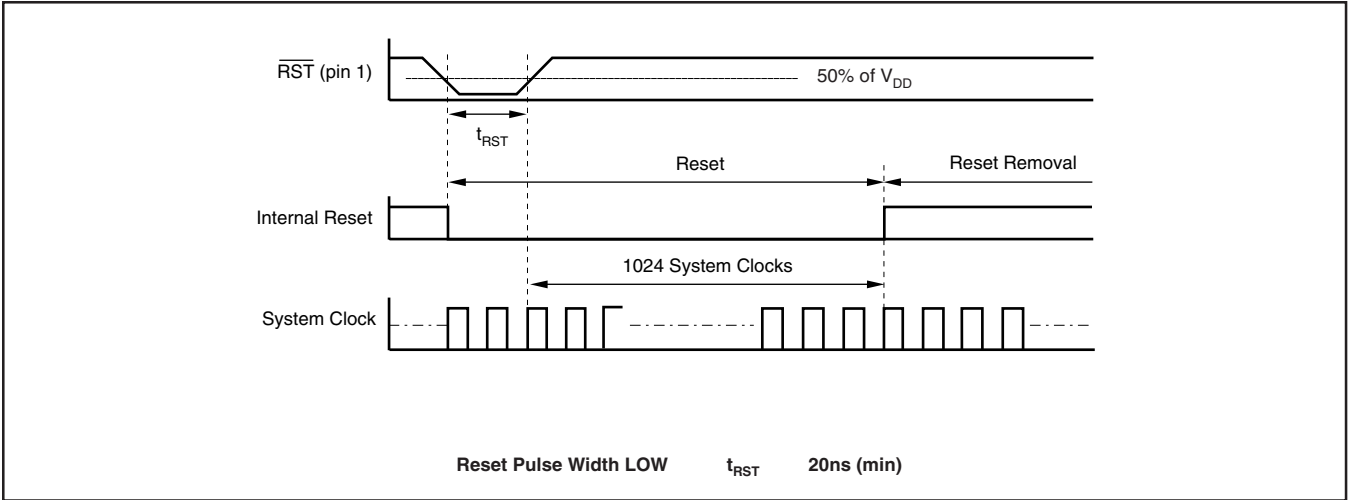 RST (pin 1)
50% of VDD
tRST
Reset
Reset Removal
Internal Reset
1024 System Clocks
System Clock
Reset Pulse Width LOW tRST 20ns (min)